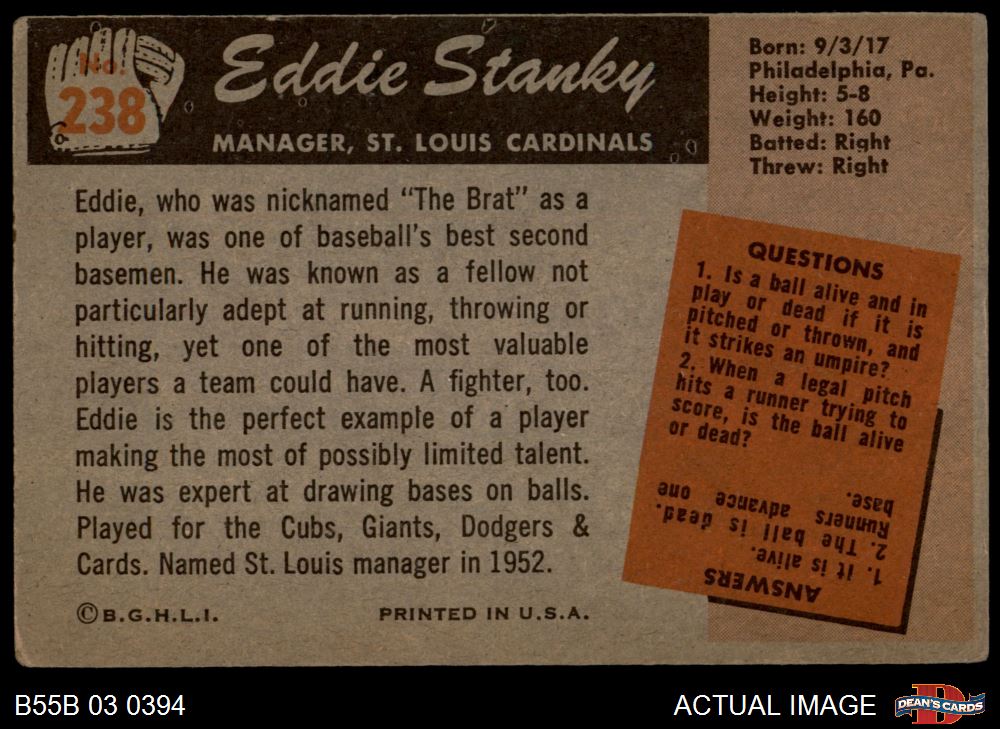 No.
238
Eddie Stanky
MANAGER, ST. LOUIS CARDINALS
Born: 9/3/17
Philadelphia, Pa.
Height: 5-8
Weight: 160
Batted: Right
Threw: Right
Eddie, who was nicknamed "The Brat" as a
player, was one of baseball's best second
basemen. He was known as a fellow not
particularly adept at running, throwing or
hitting, yet one of the most valuable
players a team could have. A fighter, too.
Eddie is the perfect example of a player
making the most of possibly limited talent.
He was expert at drawing bases on balls.
Played for the Cubs, Giants, Dodgers &
Cards. Named St. Louis manager in 1952.
©B.G.H.L.I.
PRINTED IN U.S.A.
QUESTIONS
1. Is a ball alive and in
play or dead if it is
pitched or thrown, and
it strikes an umpire?
2. When a legal pitch
hits a runner trying to
score, is the ball alive
or dead?
ANSWERS
1. It is alive.
2. The ball is dead.
Runners advance one
base.
B55B 03 0394
ACTUAL IMAGE
D
DEAN'S CARDS